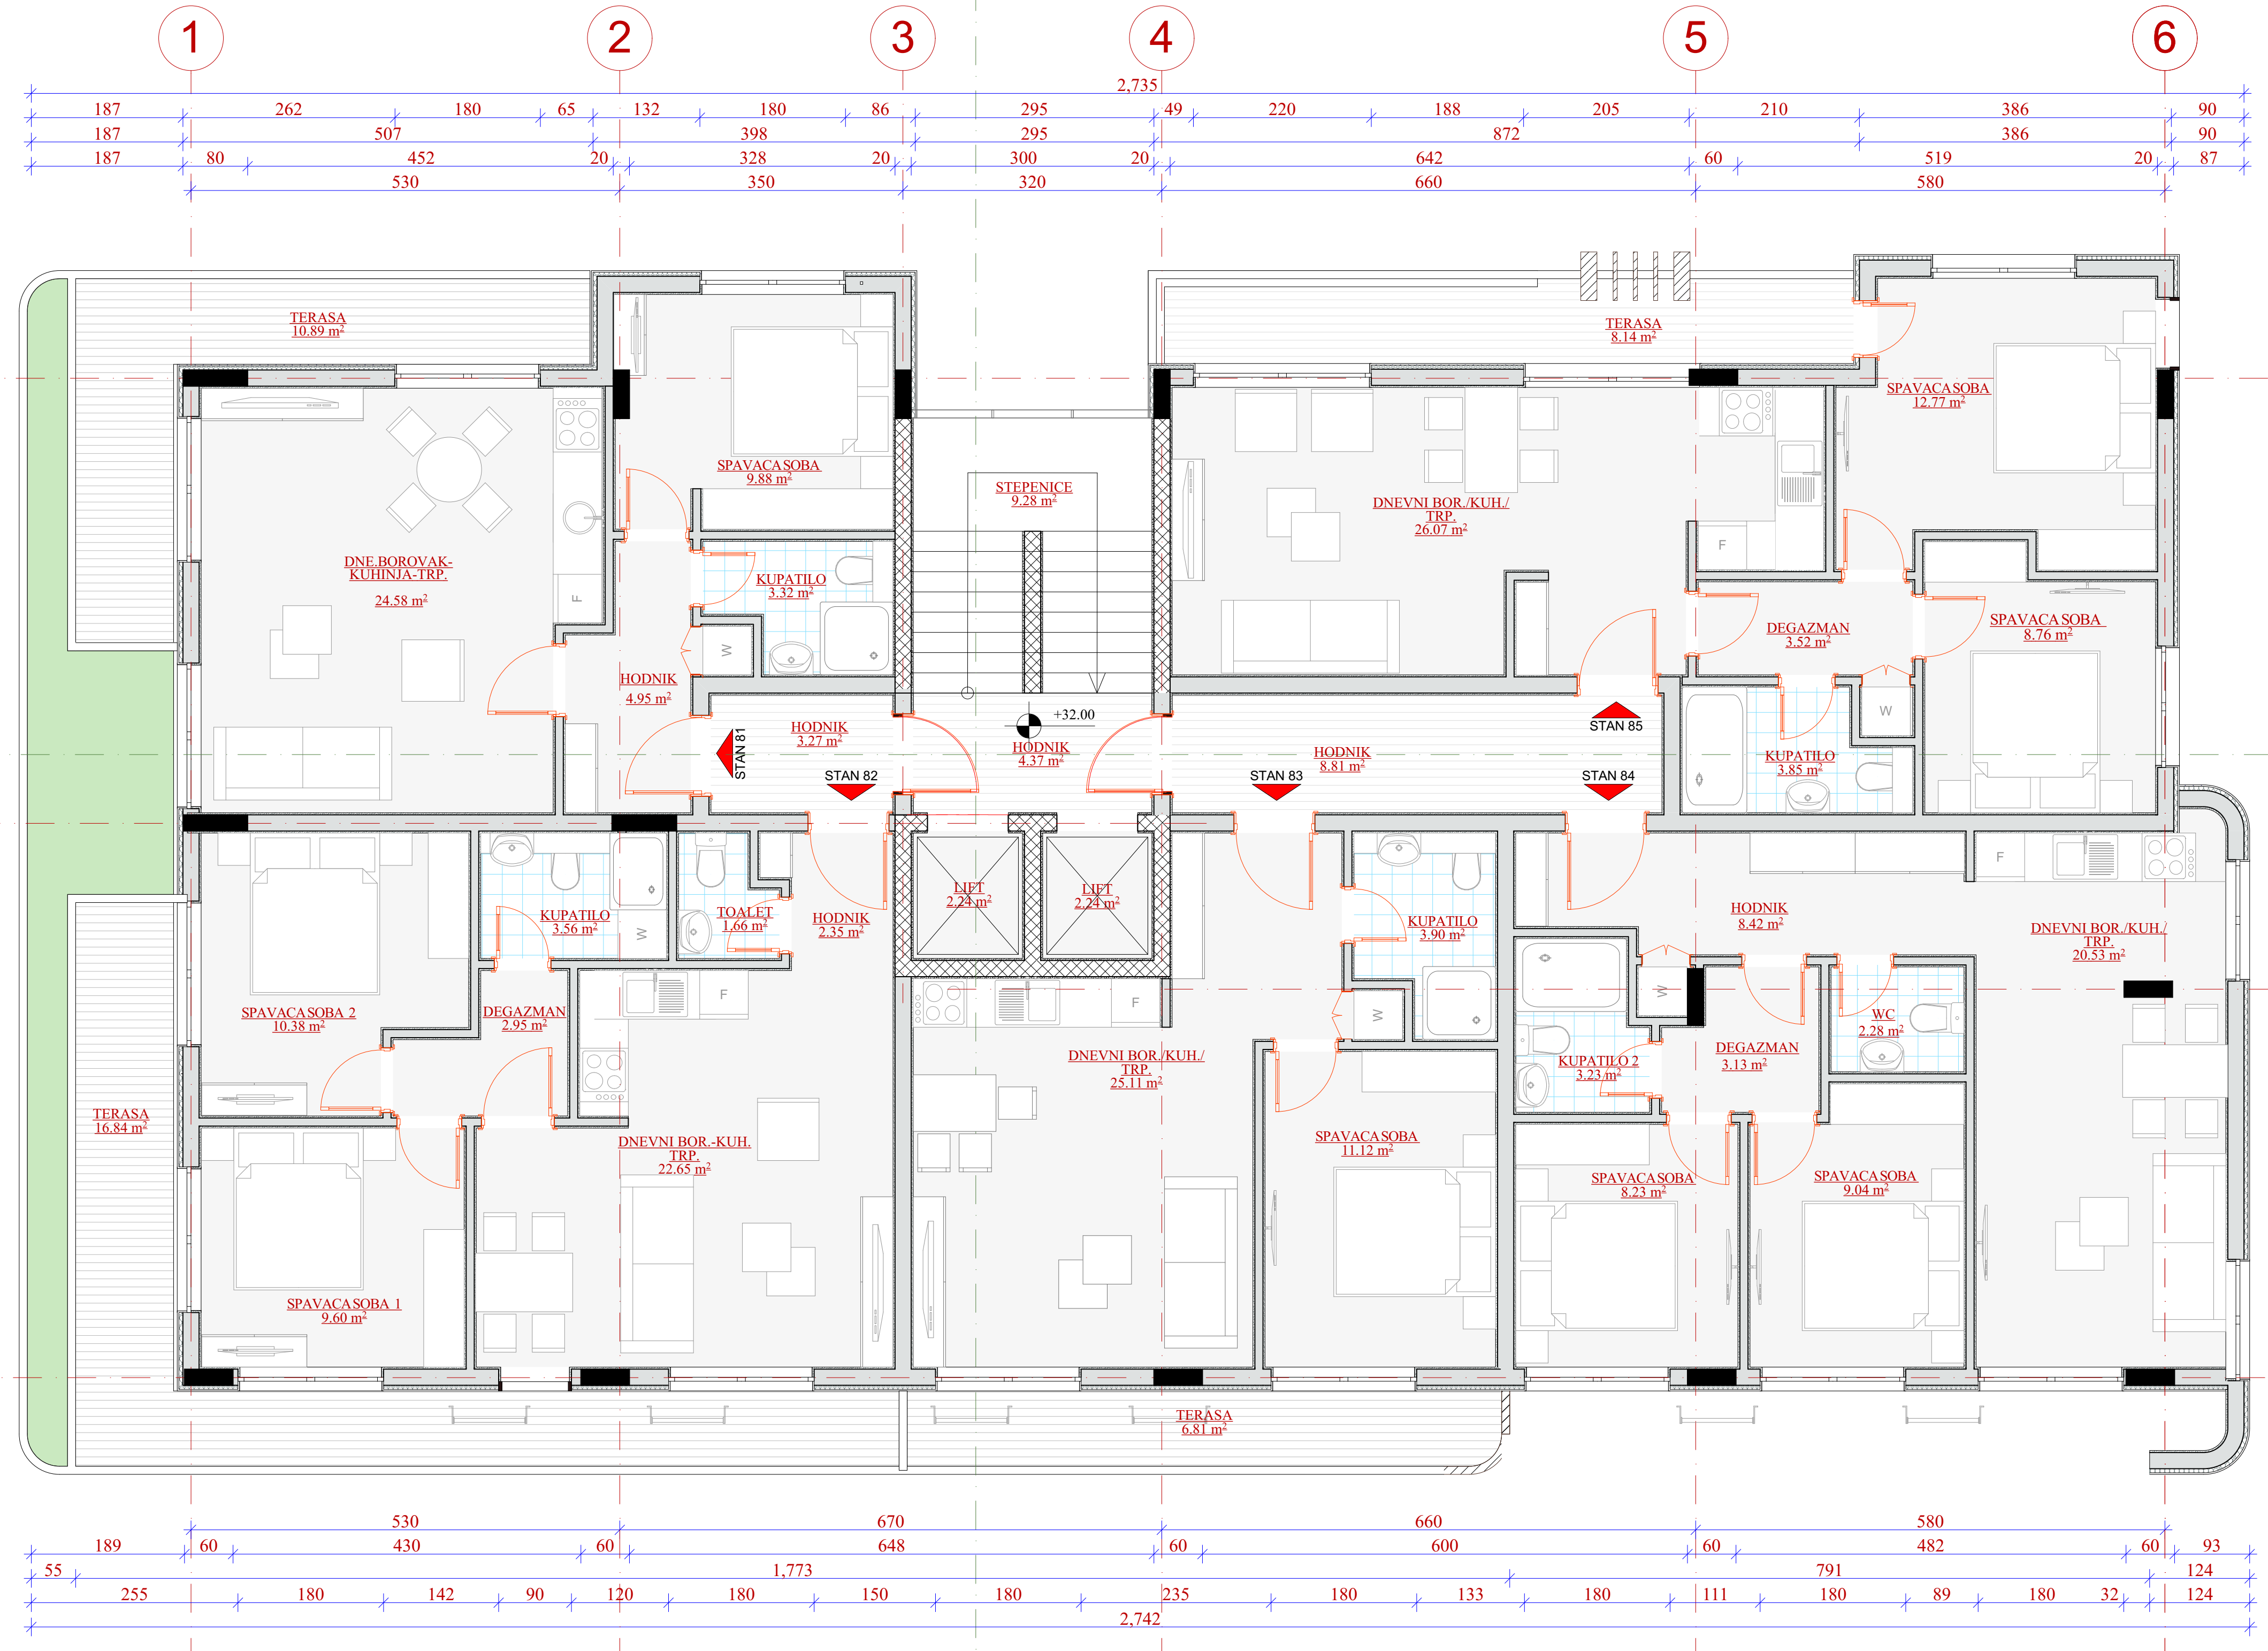 1 2 3 4 5 6
2,735
187 262 180 65 132 180 86 295 49 220 188 205 210 386 90
187 507 398 295 872 386 90
187 80 452 20 328 20 300 20 642 60 519 20 87
530 350 320 660 580
TERASA
10.89 m²
TERASA
8.14 m²
SPAVACA SOBA
12.77 m²
SPAVACA SOBA
9.88 m²
STEPENICE
9.28 m²
DNEVNI BOR./KUH./
TRP.
26.07 m²
F
DNE.BOROVAK-
KUHINJA-TRP.
24.58 m²
F
KUPATILO
3.32 m²
W
DEGAZMAN
3.52 m²
SPAVACA SOBA
8.76 m²
HODNIK
4.95 m²
W
STAN 81
HODNIK
3.27 m²
+32.00
HODNIK
4.37 m²
HODNIK
8.81 m²
STAN 85
KUPATILO
3.85 m²
STAN 82
STAN 83
STAN 84
LIFT
2.24 m²
LIFT
2.24 m²
KUPATILO
3.56 m²
W
TOALET
1.66 m²
HODNIK
2.35 m²
KUPATILO
3.90 m²
HODNIK
8.42 m²
F
DNEVNI BOR./KUH./
TRP.
20.53 m²
SPAVACA SOBA 2
10.38 m²
DEGAZMAN
2.95 m²
F
F
W
W
WC
2.28 m²
DNEVNI BOR./KUH./
TRP.
25.11 m²
KUPATILO 2
3.23 m²
DEGAZMAN
3.13 m²
TERASA
16.84 m²
DNEVNI BOR.-KUH.
TRP.
22.65 m²
SPAVACA SOBA
11.12 m²
SPAVACA SOBA
8.23 m²
SPAVACA SOBA
9.04 m²
SPAVACA SOBA 1
9.60 m²
TERASA
6.81 m²
530 670 660 580
189 60 430 60 648 60 600 60 482 60 93
55 1,773 791 124
255 180 142 90 120 180 150 180 235 180 133 180 111 180 89 180 32 124
2,742